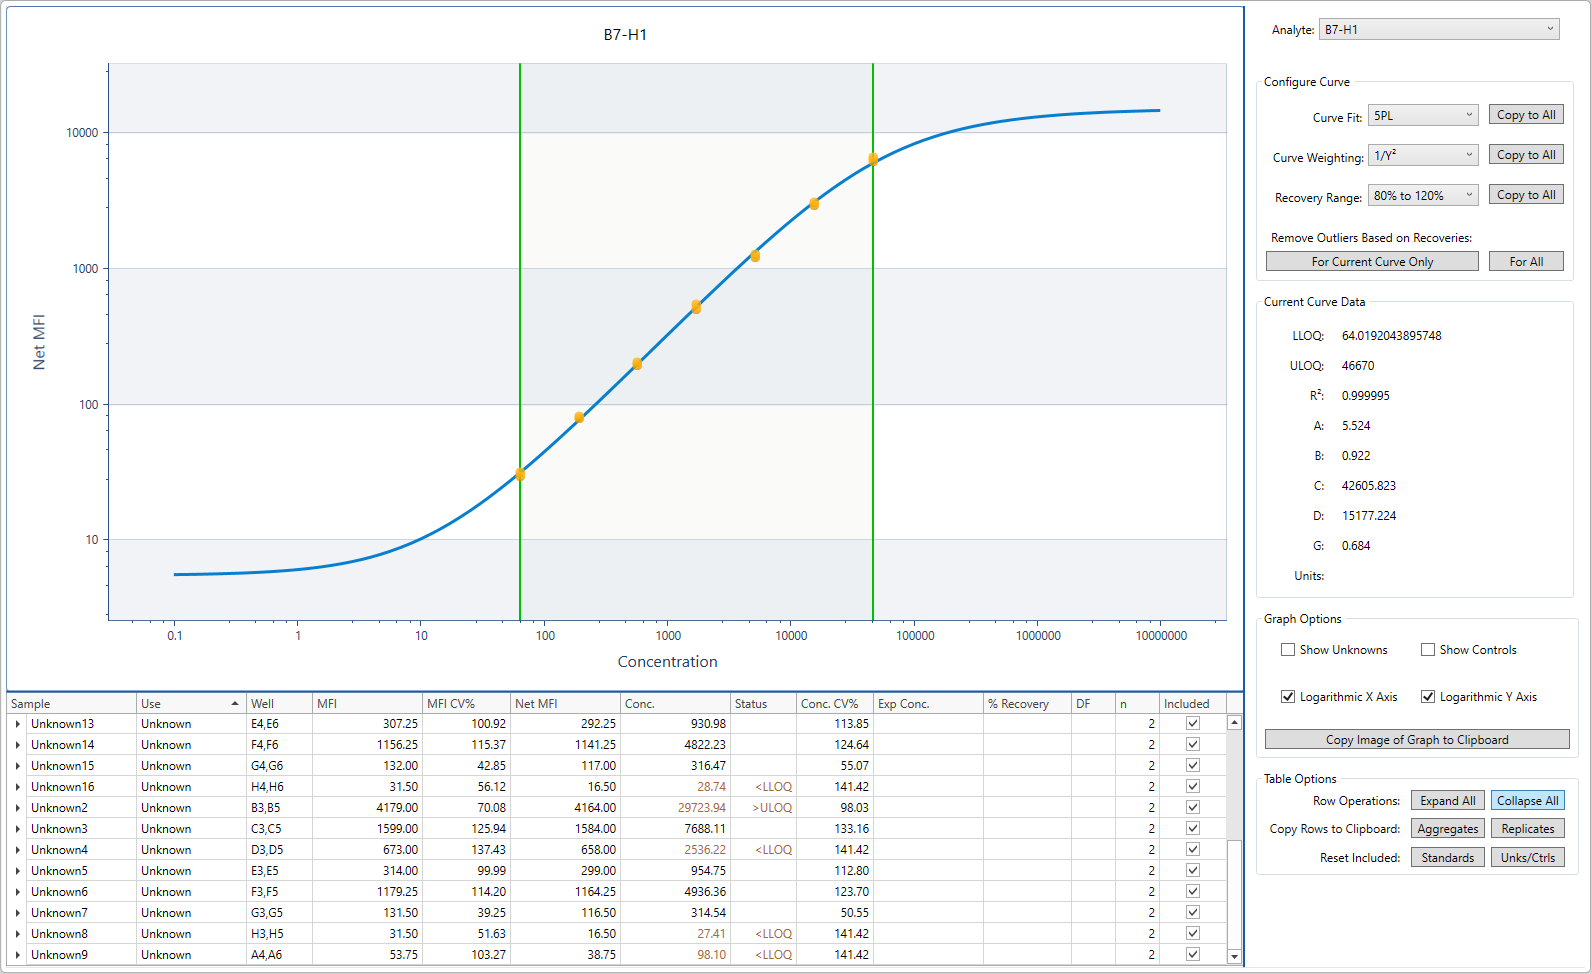 B7-H1
10000
1000
100
10
Net MFI
0.1 1 10 100 1000 10000 100000 1000000 10000000
Concentration
Sample Use Well MFI MFI CV% Net MFI Conc. Status Conc. CV% Exp Conc. % Recovery DF n Included
Unknown13 Unknown E4,E6 307.25 100.92 292.25 930.98 113.85 2
Unknown14 Unknown F4,F6 1156.25 115.37 1141.25 4822.23 124.64 2
Unknown15 Unknown G4,G6 132.00 42.85 117.00 316.47 55.07 2
Unknown16 Unknown H4,H6 31.50 56.12 16.50 28.74 <LLOQ 141.42 2
Unknown2 Unknown B3,B5 4179.00 70.08 4164.00 29723.94 >ULOQ 98.03 2
Unknown3 Unknown C3,C5 1599.00 125.94 1584.00 7688.11 133.16 2
Unknown4 Unknown D3,D5 673.00 137.43 658.00 2536.22 <LLOQ 141.42 2
Unknown5 Unknown E3,E5 314.00 99.99 299.00 954.75 112.80 2
Unknown6 Unknown F3,F5 1179.25 114.20 1164.25 4936.36 123.70 2
Unknown7 Unknown G3,G5 131.50 39.25 116.50 314.54 50.55 2
Unknown8 Unknown H3,H5 31.50 51.63 16.50 27.41 <LLOQ 141.42 2
Unknown9 Unknown A4,A6 53.75 103.27 38.75 98.10 <LLOQ 141.42 2
Analyte: B7-H1
Configure Curve
Curve Fit: 5PL Copy to All
Curve Weighting: 1/Y² Copy to All
Recovery Range: 80% to 120% Copy to All
Remove Outliers Based on Recoveries:
For Current Curve Only For All
Current Curve Data
LLOQ: 64.0192043895748
ULOQ: 46670
R²: 0.999995
A: 5.524
B: 0.922
C: 42605.823
D: 15177.224
G: 0.684
Units:
Graph Options
Show Unknowns Show Controls
Logarithmic X Axis Logarithmic Y Axis
Copy Image of Graph to Clipboard
Table Options
Row Operations: Expand All Collapse All
Copy Rows to Clipboard: Aggregates Replicates
Reset Included: Standards Unks/Ctrls